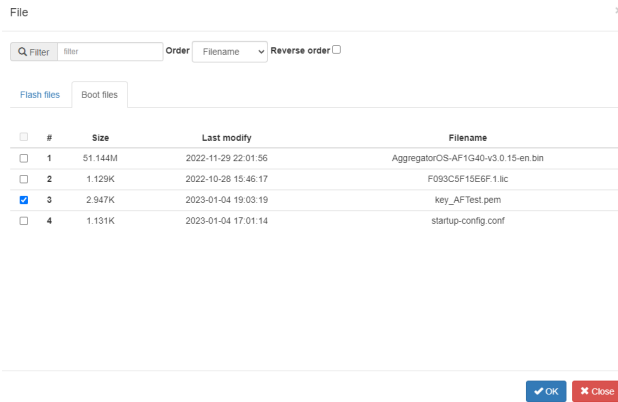 File
Filter filter Order Filename Reverse order
Flash files Boot files
# Size Last modify Filename
1 51.144M 2022-11-29 22:01:56 AggregatorOS-AF1G40-v3.0.15-en.bin
2 1.129K 2022-10-28 15:46:17 F093C5F15E6F.1.lic
3 2.947K 2023-01-04 19:03:19 key_AFTest.pem
4 1.131K 2023-01-04 17:01:14 startup-config.conf
OK Close